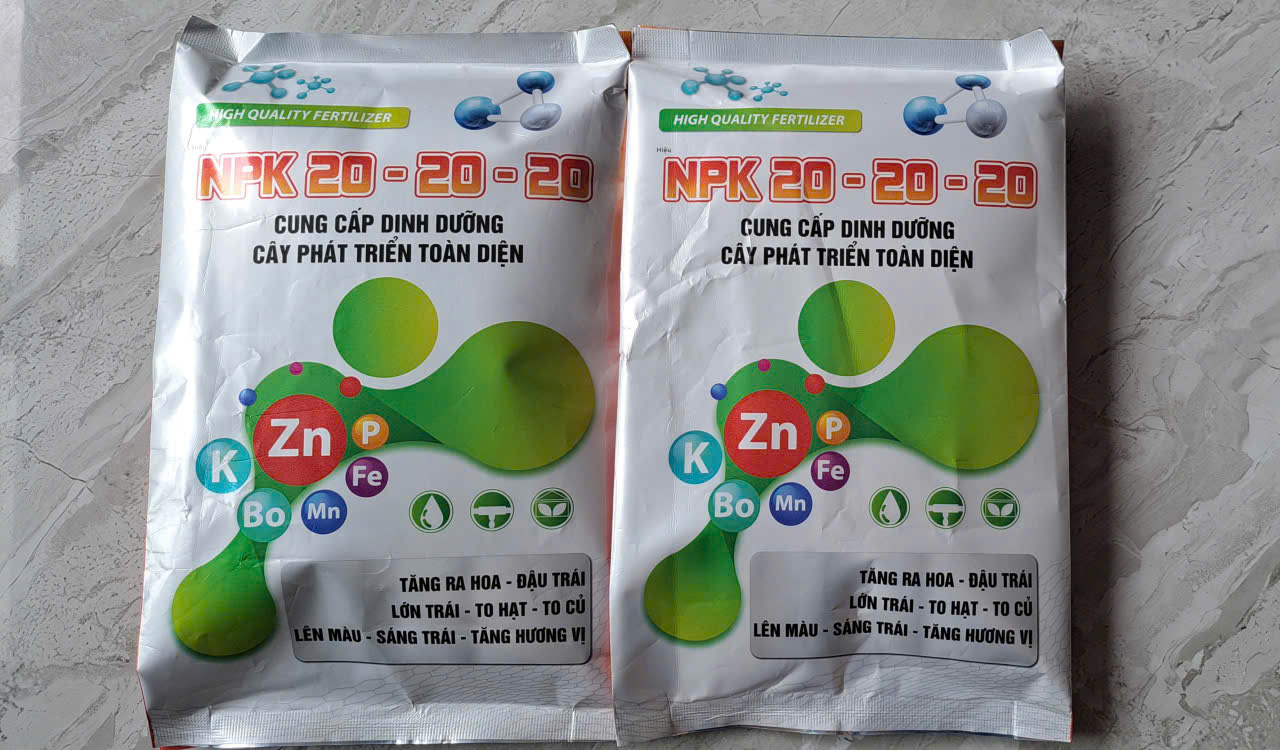 HIGH QUALITY FERTILIZER
NPK 20 - 20 - 20
CUNG CẤP DINH DƯỠNG
CÂY PHÁT TRIỂN TOÀN DIỆN
Zn
P
K
Fe
Bo
Mn
TĂNG RA HOA - ĐẬU TRÁI
LỚN TRÁI - TO HẠT - TO CỦ
LÊN MÀU - SÁNG TRÁI - TĂNG HƯƠNG VỊ
HIGH QUALITY FERTILIZER
Hiệu
NPK 20 - 20 - 20
CUNG CẤP DINH DƯỠNG
CÂY PHÁT TRIỂN TOÀN DIỆN
Zn
P
K
Fe
Bo
Mn
TĂNG RA HOA - ĐẬU TRÁI
LỚN TRÁI - TO HẠT - TO CỦ
LÊN MÀU - SÁNG TRÁI - TĂNG HƯƠNG VỊ